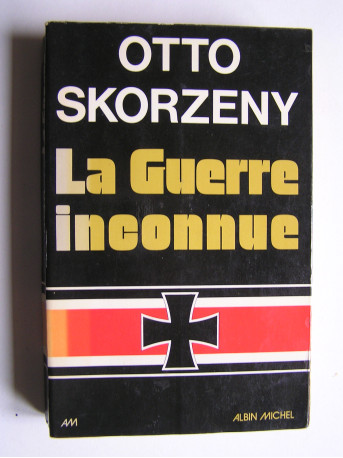 OTTO
SKORZENY
La Guerre
inconnue
AM
ALBIN MICHEL